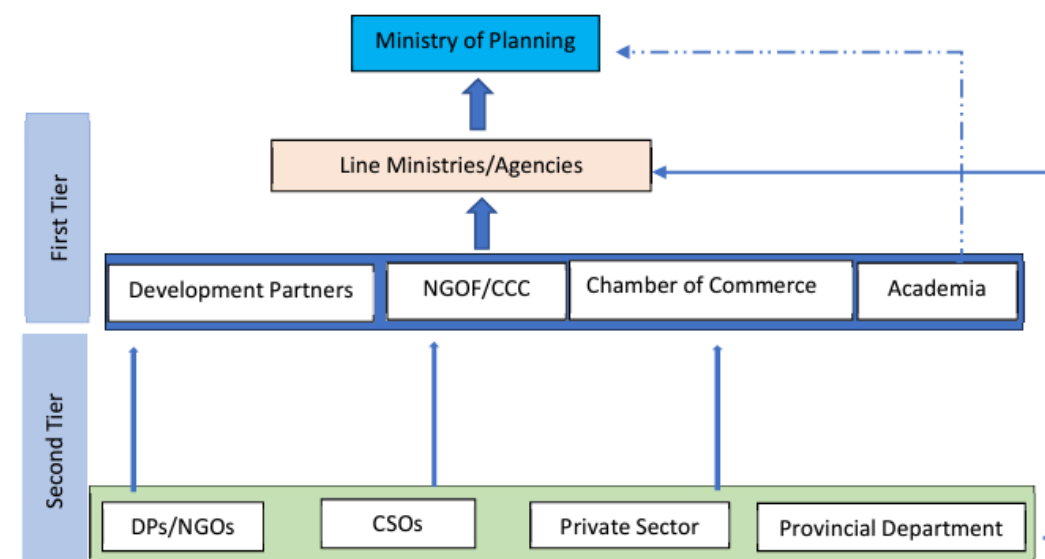 Ministry of Planning
First Tier
Line Ministries/Agencies
Development Partners
NGOF/CCC
Chamber of Commerce
Academia
Second Tier
DPs/NGOs
CSOs
Private Sector
Provincial Department